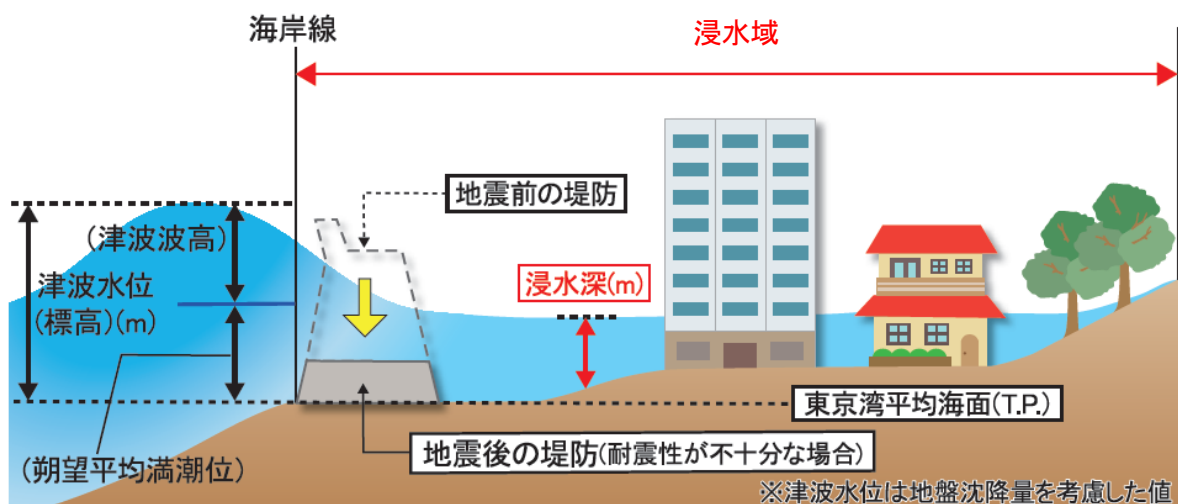 海岸線
浸水域
地震前の堤防
(津波波高)
津波水位
(標高)(m)
浸水深(m)
東京湾平均海面(T.P.)
地震後の堤防(耐震性が不十分な場合)
(朔望平均満潮位)
※津波水位は地盤沈降量を考慮した値